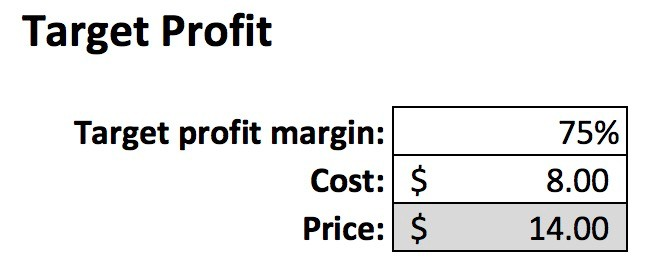 Target Profit
Target profit margin: 75%
Cost: $ 8.00
Price: $ 14.00